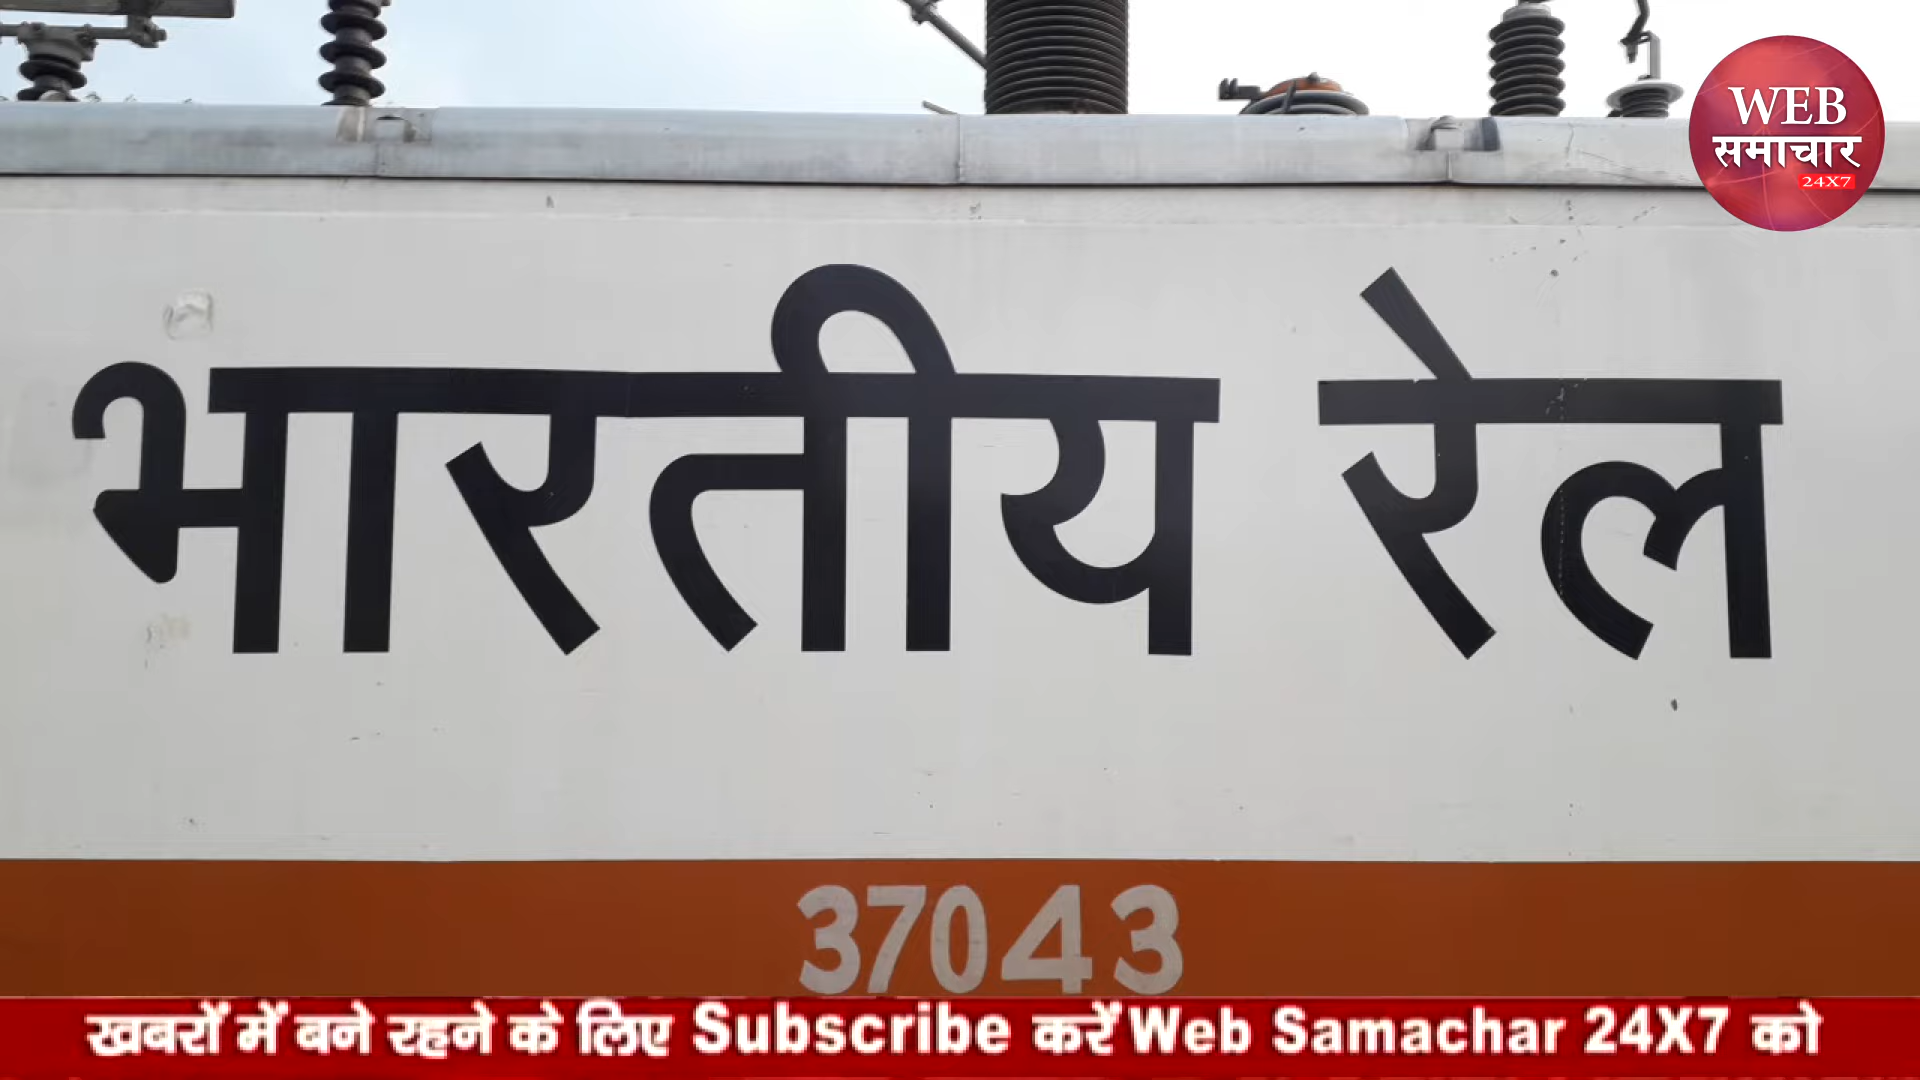 WEB
समाचार
24X7
भारतीय रेल
37043
खबरों में बने रहने के लिए Subscribe करें Web Samachar 24X7 को